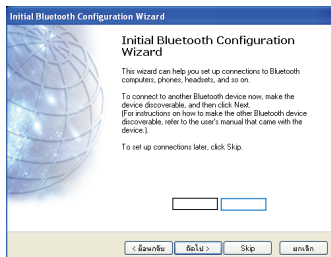 Initial Bluetooth Configuration Wizard
Initial Bluetooth Configuration
Wizard
This wizard can help you set up connections to Bluetooth
computers, phones, headsets, and so on.
To connect to another Bluetooth device now, make the
device discoverable, and then click Next.
(For instructions on how to make the other Bluetooth device
discoverable, refer to the user's manual that came with the
device.)
To set up connections later, click Skip.
< ย้อนกลับ ถัดไป > Skip ยกเลิก